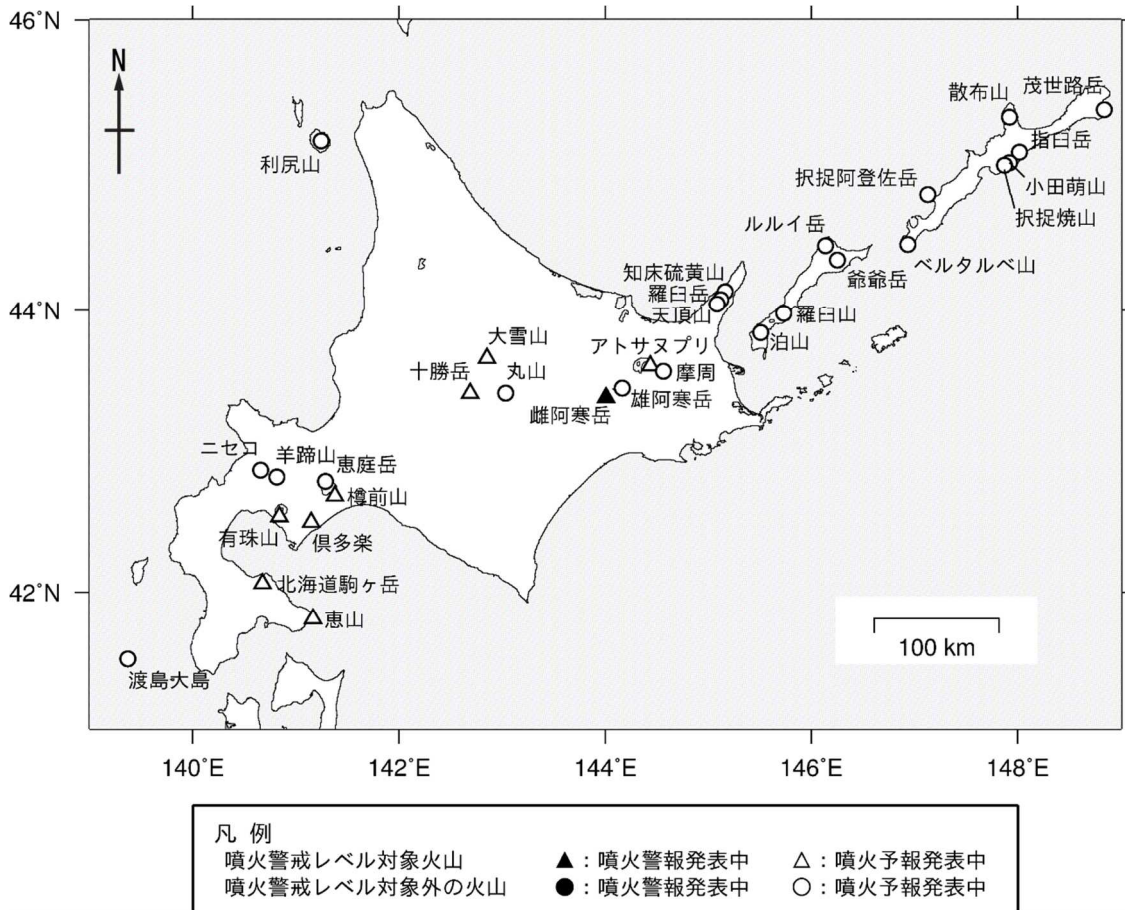 46°N
N
茂世路岳
散布山
指臼岳
利尻山
小田萌山
択捉阿登佐岳
択捉焼山
ルルイ岳
ベルタルベ山
爺爺岳
知床硫黄山
羅臼岳
44°N
天頂山
羅臼山
泊山
大雪山
アトサヌプリ
十勝岳
丸山
摩周
雄阿寒岳
雌阿寒岳
ニセコ
羊蹄山
恵庭岳
樽前山
有珠山
倶多楽
42°N
北海道駒ヶ岳
恵山
100 km
渡島大島
140°E
142°E
144°E
146°E
148°E
凡 例
噴火警戒レベル対象火山 ▲：噴火警報発表中 △：噴火予報発表中
噴火警戒レベル対象外の火山 ●：噴火警報発表中 ○：噴火予報発表中